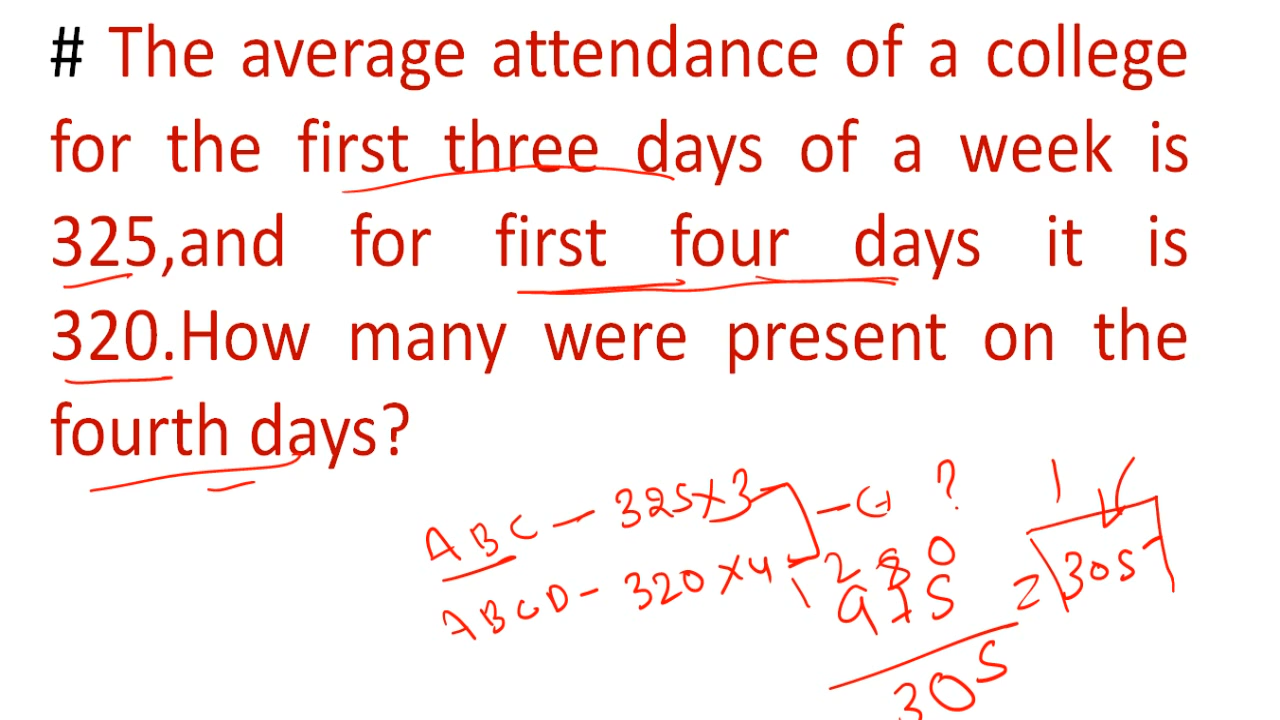 # The average attendance of a college
for the first three days of a week is
325,and for first four days it is
320.How many were present on the
fourth days?
ABC - 325×3 - ?
ABCD - 320×4 1280
975
305
= 305